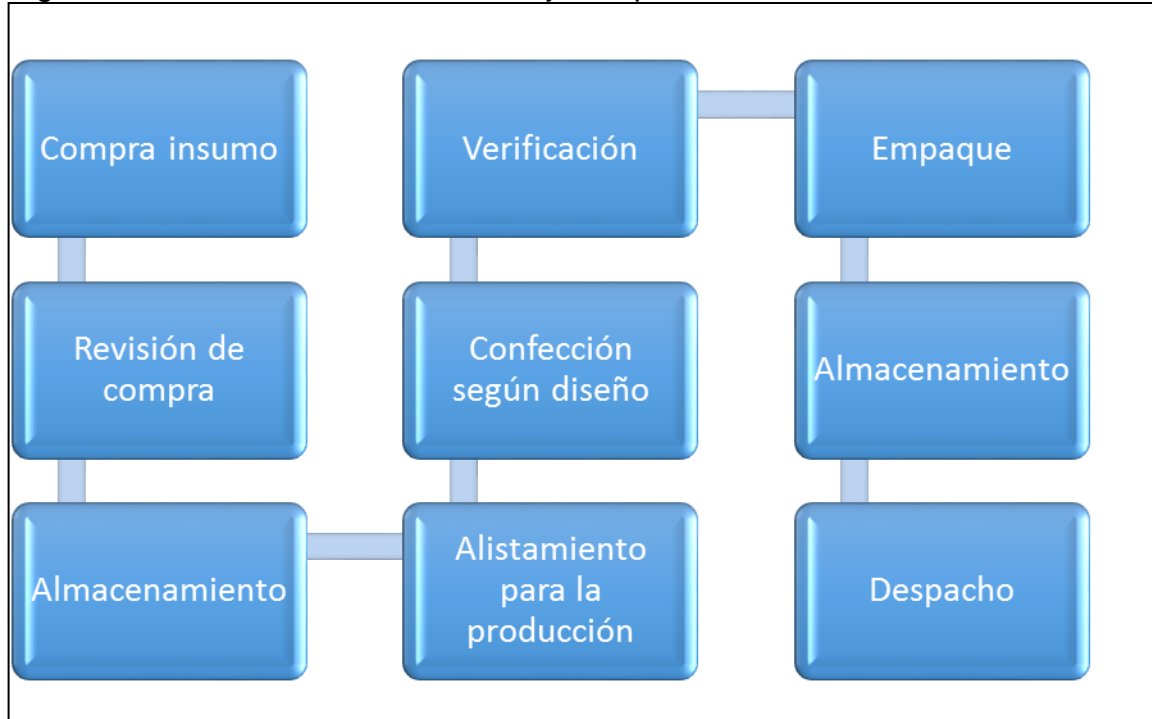 Compra insumo
Revisión de
compra
Almacenamiento
Alistamiento
para la
producción
Confección
según diseño
Verificación
Empaque
Almacenamiento
Despacho